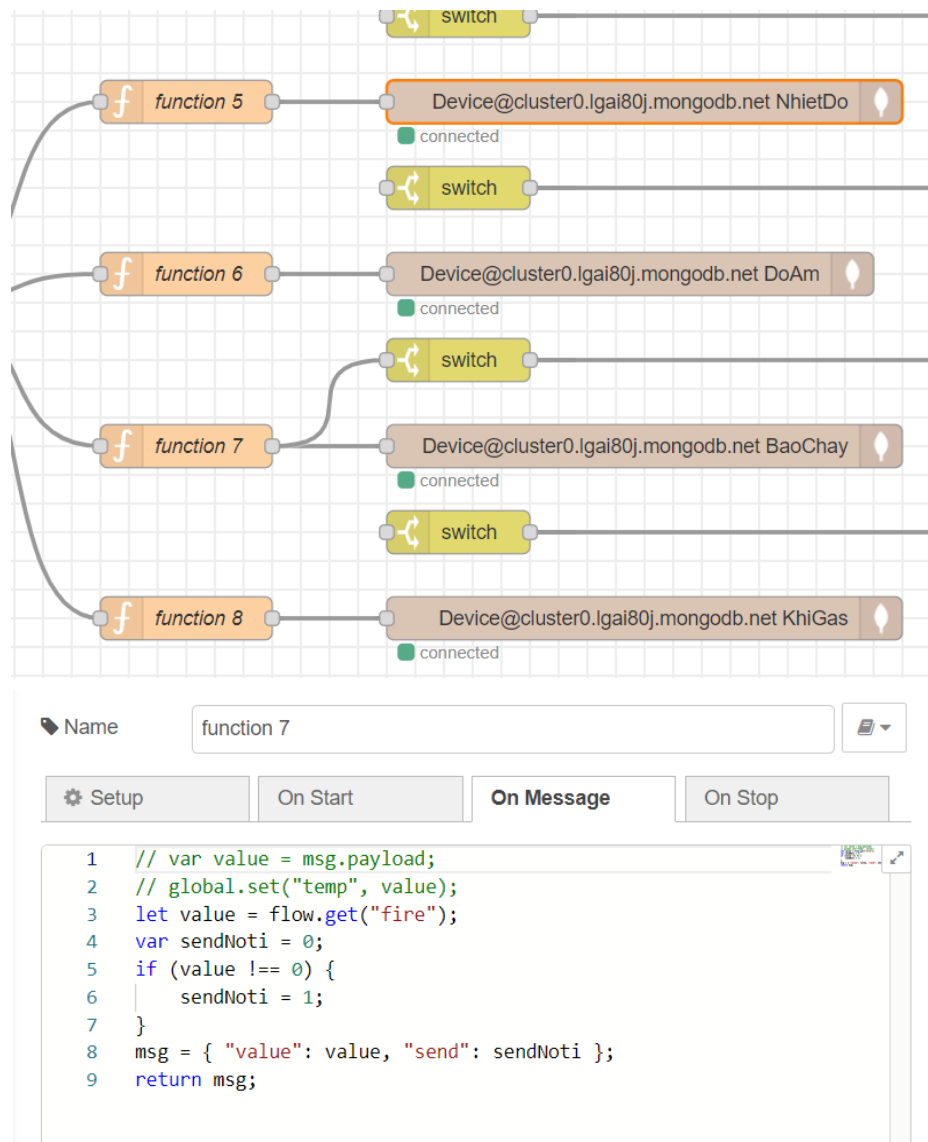 switch
function 5
Device@cluster0.lgai80j.mongodb.net NhietDo
connected
switch
function 6
Device@cluster0.lgai80j.mongodb.net DoAm
connected
switch
function 7
Device@cluster0.lgai80j.mongodb.net BaoChay
connected
switch
function 8
Device@cluster0.lgai80j.mongodb.net KhiGas
connected
Name function 7
Setup On Start On Message On Stop
1 // var value = msg.payload;
2 // global.set("temp", value);
3 let value = flow.get("fire");
4 var sendNoti = 0;
5 if (value !== 0) {
6 sendNoti = 1;
7 }
8 msg = { "value": value, "send": sendNoti };
9 return msg;